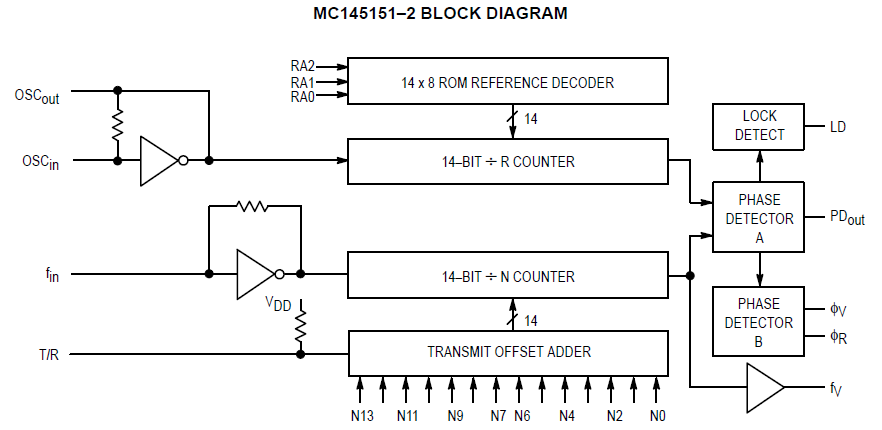 MC145151–2 BLOCK DIAGRAM
RA2
RA1
RA0
14 x 8 ROM REFERENCE DECODER
OSCout
14
LOCK
DETECT
LD
OSCin
14–BIT ÷ R COUNTER
PHASE
DETECTOR
A
PDout
fin
14–BIT ÷ N COUNTER
VDD
14
PHASE
DETECTOR
B
ϕV
ϕR
T/R
TRANSMIT OFFSET ADDER
fV
N13 N11 N9 N7 N6 N4 N2 N0